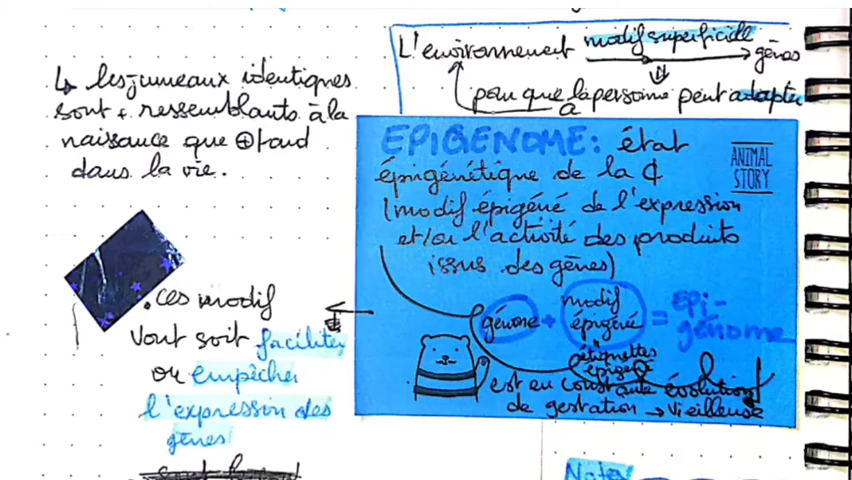 L'environnement modif superficielle gènes
pour que la personne peut adapter
à
↳ les jumeaux identiques
sont + ressemblants à la
naissance que ⊕ tard
dans la vie.
EPIGENOME: état
épigénétique de la ₵
(modif épigéné de l'expression
et/ou l'activité des produits
issus des gènes)
ANIMAL
STORY
génome + modif épigéné = épi-
génome
étiquettes
épigéné
est en constante évolution
de gestation → vieillesse
.ces modif
vont soit faciliter
ou empêcher
l'expression des
gènes
Notes